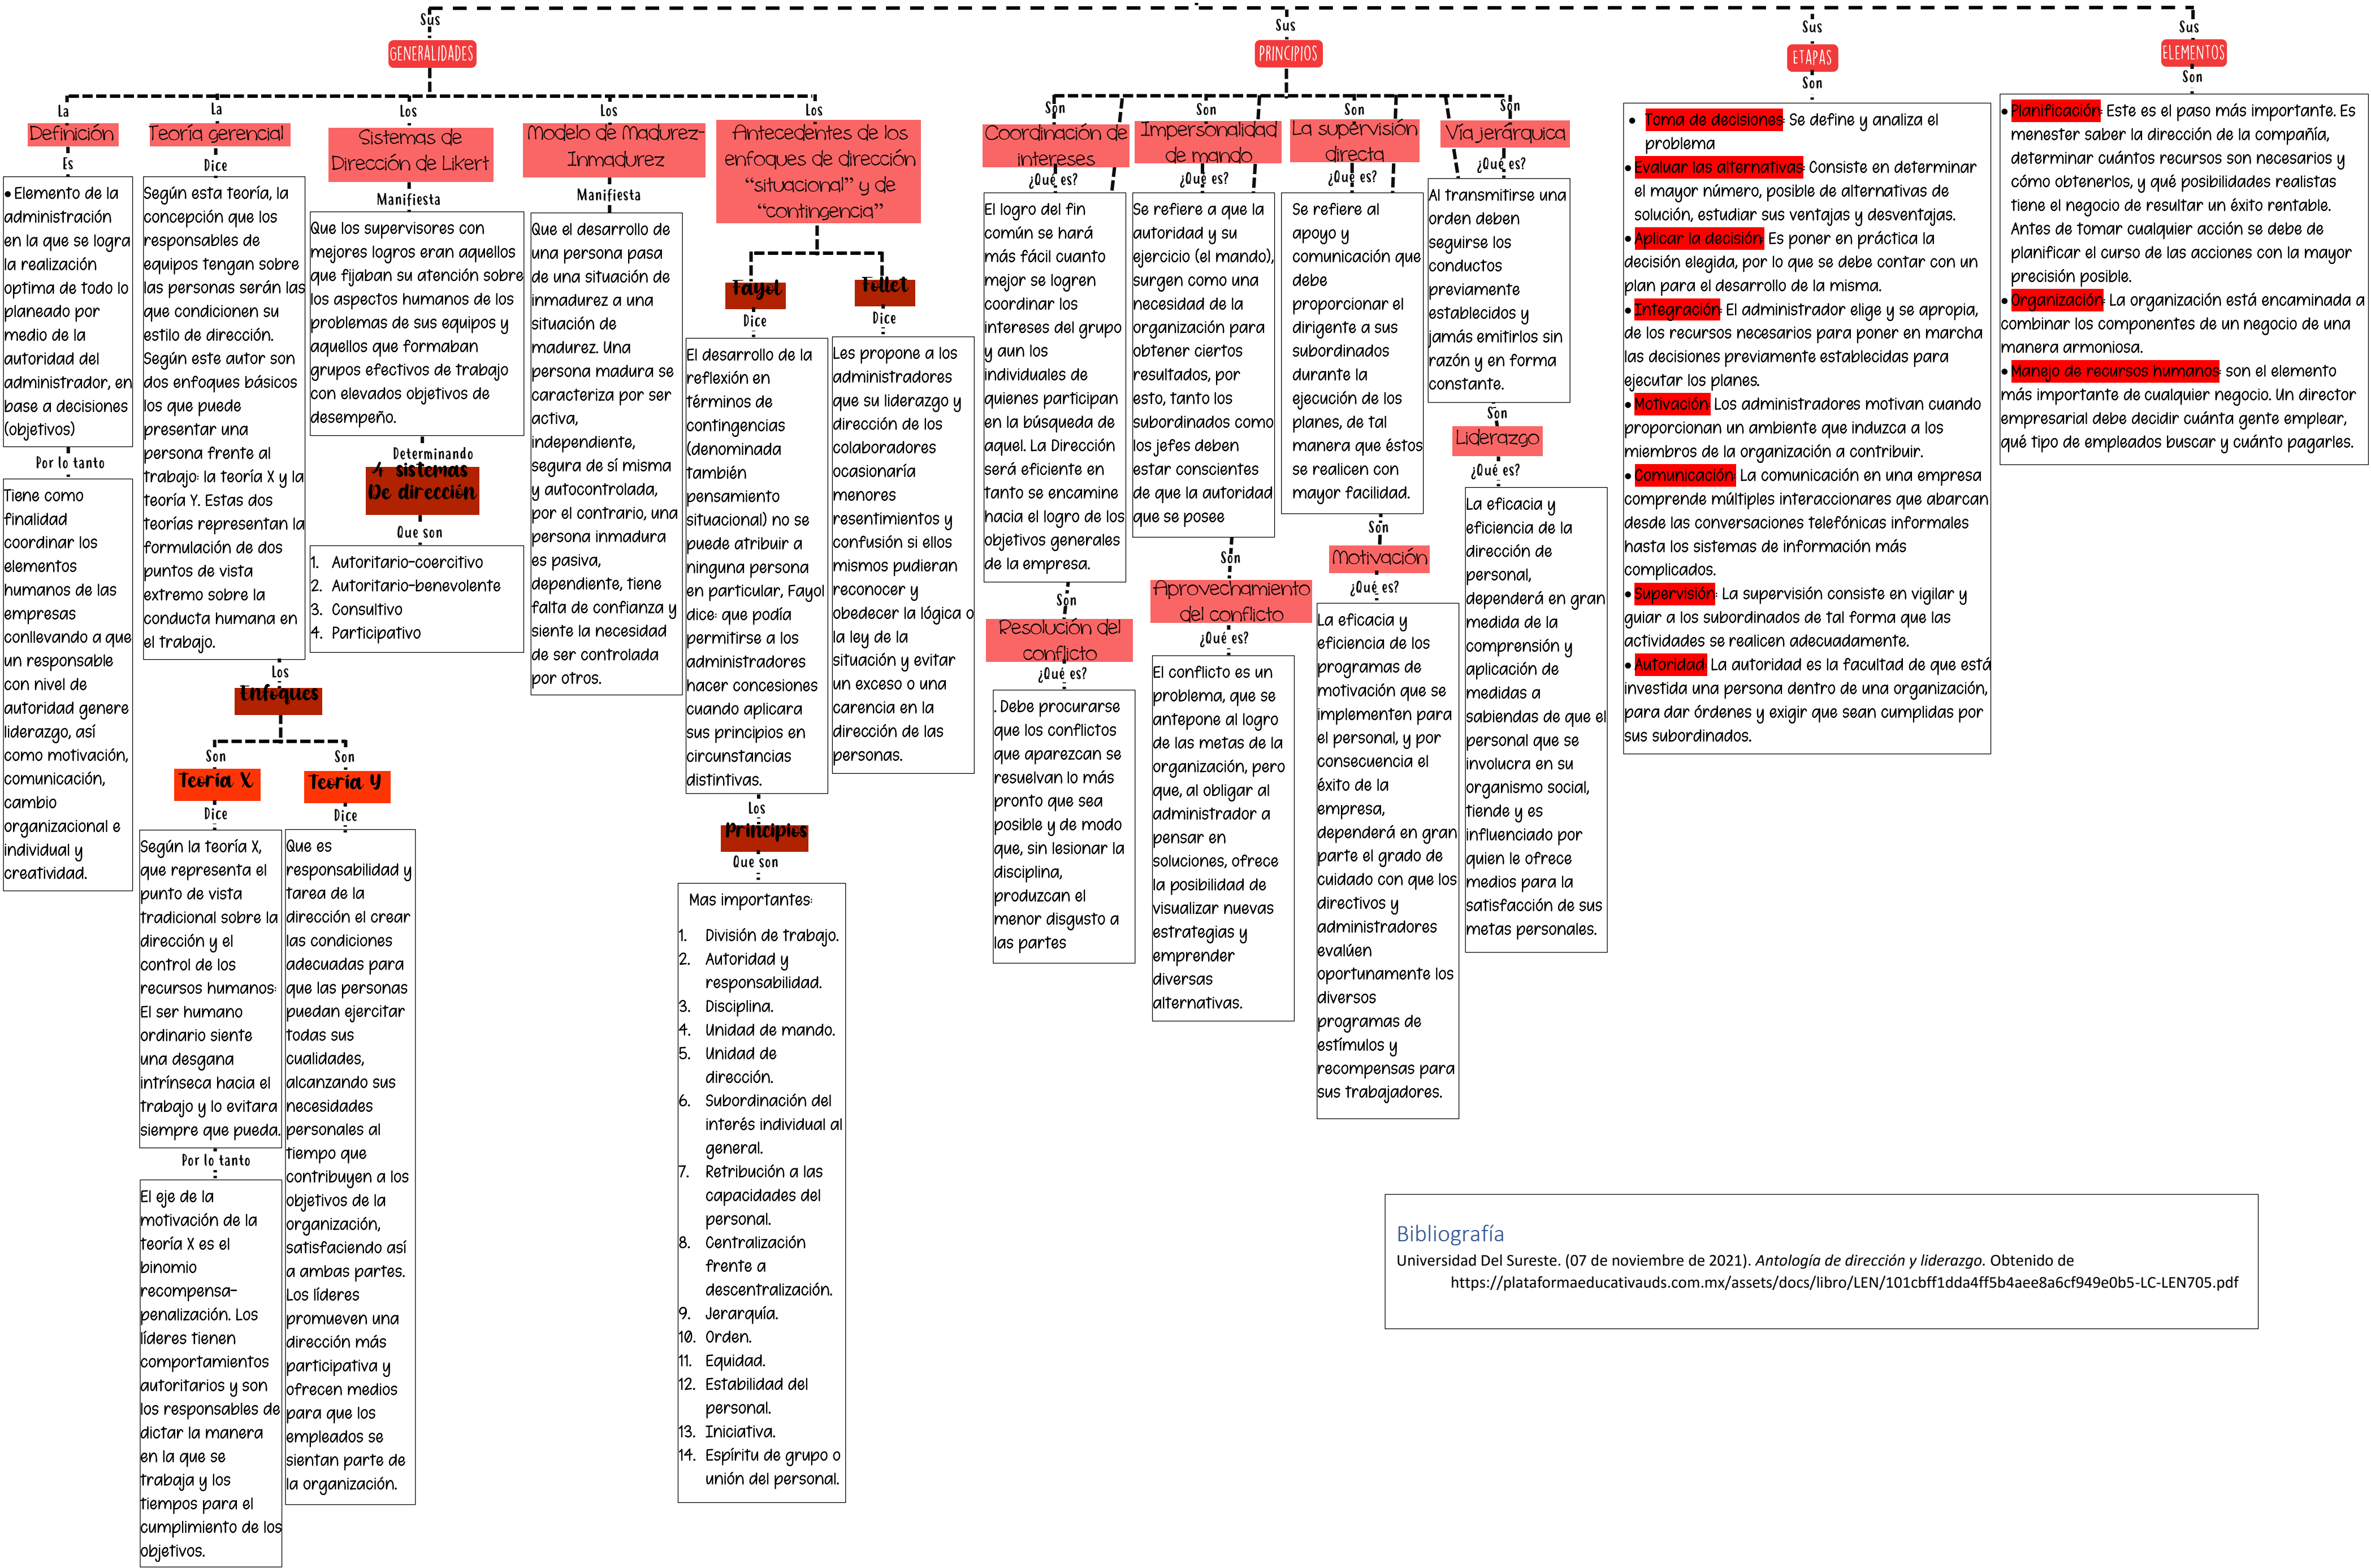 Sus
GENERALIDADES
La
Definición
Es
• Elemento de la
administración
en la que se logra
la realización
optima de todo lo
planeado por
medio de la
autoridad del
administrador, en
base a decisiones
(objetivos)
Por lo tanto
Tiene como
finalidad
coordinar los
elementos
humanos de las
empresas
conllevando a que
un responsable
con nivel de
autoridad genere
liderazgo, así
como motivación,
comunicación,
cambio
organizacional e
individual y
creatividad.
La
Teoría gerencial
Dice
Según esta teoría, la
concepción que los
responsables de
equipos tengan sobre
las personas serán las
que condicionen su
estilo de dirección.
Según este autor son
dos enfoques básicos
los que puede
presentar una
persona frente al
trabajo: la teoría X y la
teoría Y. Estas dos
teorías representan la
formulación de dos
puntos de vista
extremo sobre la
conducta humana en
el trabajo.
Los
Enfoques
Son
Teoría X
Dice
Según la teoría X,
que representa el
punto de vista
tradicional sobre la
dirección y el
control de los
recursos humanos:
El ser humano
ordinario siente
una desgana
intrínseca hacia el
trabajo y lo evitara
siempre que pueda.
Por lo tanto
El eje de la
motivación de la
teoría X es el
binomio
recompensa-
penalización. Los
líderes tienen
comportamientos
autoritarios y son
los responsables de
dictar la manera
en la que se
trabaja y los
tiempos para el
cumplimiento de los
objetivos.
Son
Teoría Y
Dice
Que es
responsabilidad y
tarea de la
dirección el crear
las condiciones
adecuadas para
que las personas
puedan ejercitar
todas sus
cualidades,
alcanzando sus
necesidades
personales al
tiempo que
contribuyen a los
objetivos de la
organización,
satisfaciendo así
a ambas partes.
Los líderes
promueven una
dirección más
participativa y
ofrecen medios
para que los
empleados se
sientan parte de
la organización.
Los
Sistemas de
Dirección de Likert
Manifiesta
Que los supervisores con
mejores logros eran aquellos
que fijaban su atención sobre
los aspectos humanos de los
problemas de sus equipos y
aquellos que formaban
grupos efectivos de trabajo
con elevados objetivos de
desempeño.
Determinando
4 sistemas
De dirección
Que son
1. Autoritario-coercitivo
2. Autoritario-benevolente
3. Consultivo
4. Participativo
Los
Modelo de Madurez-
Inmadurez
Manifiesta
Que el desarrollo de
una persona pasa
de una situación de
inmadurez a una
situación de
madurez. Una
persona madura se
caracteriza por ser
activa,
independiente,
segura de sí misma
y autocontrolada,
por el contrario, una
persona inmadura
es pasiva,
dependiente, tiene
falta de confianza y
siente la necesidad
de ser controlada
por otros.
Los
Antecedentes de los
enfoques de dirección
“situacional” y de
“contingencia”
Fayol
Dice
El desarrollo de la
reflexión en
términos de
contingencias
(denominada
también
pensamiento
situacional) no se
puede atribuir a
ninguna persona
en particular, Fayol
dice: que podía
permitirse a los
administradores
hacer concesiones
cuando aplicara
sus principios en
circunstancias
distintivas.
Los
Principios
Que son
Mas importantes:
1. División de trabajo.
2. Autoridad y
responsabilidad.
3. Disciplina.
4. Unidad de mando.
5. Unidad de
dirección.
6. Subordinación del
interés individual al
general.
7. Retribución a las
capacidades del
personal.
8. Centralización
frente a
descentralización.
9. Jerarquía.
10. Orden.
11. Equidad.
12. Estabilidad del
personal.
13. Iniciativa.
14. Espíritu de grupo o
unión del personal.
Follet
Dice
Les propone a los
administradores
que su liderazgo y
dirección de los
colaboradores
ocasionaría
menores
resentimientos y
confusión si ellos
mismos pudieran
reconocer y
obedecer la lógica o
la ley de la
situación y evitar
un exceso o una
carencia en la
dirección de las
personas.
Sus
PRINCIPIOS
Son
Coordinación de
intereses
¿Qué es?
El logro del fin
común se hará
más fácil cuanto
mejor se logren
coordinar los
intereses del grupo
y aun los
individuales de
quienes participan
en la búsqueda de
aquel. La Dirección
será eficiente en
tanto se encamine
hacia el logro de los
objetivos generales
de la empresa.
Son
Resolución del
conflicto
¿Qué es?
. Debe procurarse
que los conflictos
que aparezcan se
resuelvan lo más
pronto que sea
posible y de modo
que, sin lesionar la
disciplina,
produzcan el
menor disgusto a
las partes
Son
Impersonalidad
de mando
¿Qué es?
Se refiere a que la
autoridad y su
ejercicio (el mando),
surgen como una
necesidad de la
organización para
obtener ciertos
resultados, por
esto, tanto los
subordinados como
los jefes deben
estar conscientes
de que la autoridad
que se posee
Son
Aprovechamiento
del conflicto
¿Qué es?
El conflicto es un
problema, que se
antepone al logro
de las metas de la
organización, pero
que, al obligar al
administrador a
pensar en
soluciones, ofrece
la posibilidad de
visualizar nuevas
estrategias y
emprender
diversas
alternativas.
Son
La supervisión
directa
¿Qué es?
Se refiere al
apoyo y
comunicación que
debe
proporcionar el
dirigente a sus
subordinados
durante la
ejecución de los
planes, de tal
manera que éstos
se realicen con
mayor facilidad.
Son
Motivación
¿Qué es?
La eficacia y
eficiencia de los
programas de
motivación que se
implementen para
el personal, y por
consecuencia el
éxito de la
empresa,
dependerá en gran
parte el grado de
cuidado con que los
directivos y
administradores
evalúen
oportunamente los
diversos
programas de
estímulos y
recompensas para
sus trabajadores.
Son
Vía jerárquica
¿Qué es?
Al transmitirse una
orden deben
seguirse los
conductos
previamente
establecidos y
jamás emitirlos sin
razón y en forma
constante.
Son
Liderazgo
¿Qué es?
La eficacia y
eficiencia de la
dirección de
personal,
dependerá en gran
medida de la
comprensión y
aplicación de
medidas a
sabiendas de que el
personal que se
involucra en su
organismo social,
tiende y es
influenciado por
quien le ofrece
medios para la
satisfacción de sus
metas personales.
Sus
ETAPAS
Son
• Toma de decisiones: Se define y analiza el
problema
• Evaluar las alternativas: Consiste en determinar
el mayor número, posible de alternativas de
solución, estudiar sus ventajas y desventajas.
• Aplicar la decisión: Es poner en práctica la
decisión elegida, por lo que se debe contar con un
plan para el desarrollo de la misma.
• Integración: El administrador elige y se apropia,
de los recursos necesarios para poner en marcha
las decisiones previamente establecidas para
ejecutar los planes.
• Motivación: Los administradores motivan cuando
proporcionan un ambiente que induzca a los
miembros de la organización a contribuir.
• Comunicación: La comunicación en una empresa
comprende múltiples interaccionares que abarcan
desde las conversaciones telefónicas informales
hasta los sistemas de información más
complicados.
• Supervisión: La supervisión consiste en vigilar y
guiar a los subordinados de tal forma que las
actividades se realicen adecuadamente.
• Autoridad: La autoridad es la facultad de que está
investida una persona dentro de una organización,
para dar órdenes y exigir que sean cumplidas por
sus subordinados.
Sus
ELEMENTOS
Son
• Planificación: Este es el paso más importante. Es
menester saber la dirección de la compañía,
determinar cuántos recursos son necesarios y
cómo obtenerlos, y qué posibilidades realistas
tiene el negocio de resultar un éxito rentable.
Antes de tomar cualquier acción se debe de
planificar el curso de las acciones con la mayor
precisión posible.
• Organización: La organización está encaminada a
combinar los componentes de un negocio de una
manera armoniosa.
• Manejo de recursos humanos: son el elemento
más importante de cualquier negocio. Un director
empresarial debe decidir cuánta gente emplear,
qué tipo de empleados buscar y cuánto pagarles.
Bibliografía
Universidad Del Sureste. (07 de noviembre de 2021). Antología de dirección y liderazgo. Obtenido de
https://plataformaeducativauds.com.mx/assets/docs/libro/LEN/101cbff1dda4ff5b4aee8a6cf949e0b5-LC-LEN705.pdf